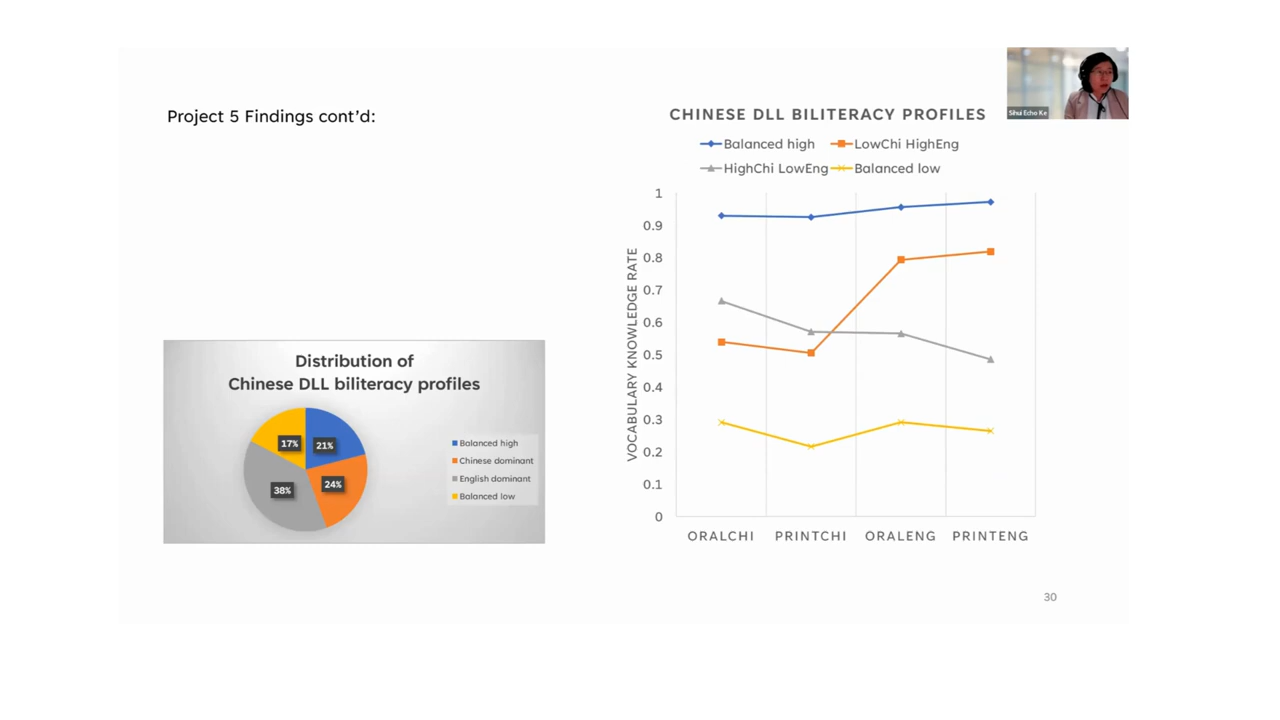 Project 5 Findings cont’d:
Distribution of
Chinese DLL biliteracy profiles
17%
21%
38%
24%
Balanced high
Chinese dominant
English dominant
Balanced low
Sihui Echo Ke
CHINESE DLL BILITERACY PROFILES
Balanced high
LowChi HighEng
HighChi LowEng
Balanced low
VOCABULARY KNOWLEDGE RATE
1
0.9
0.8
0.7
0.6
0.5
0.4
0.3
0.2
0.1
0
ORALCHI PRINTCHI ORALENG PRINTENG
30